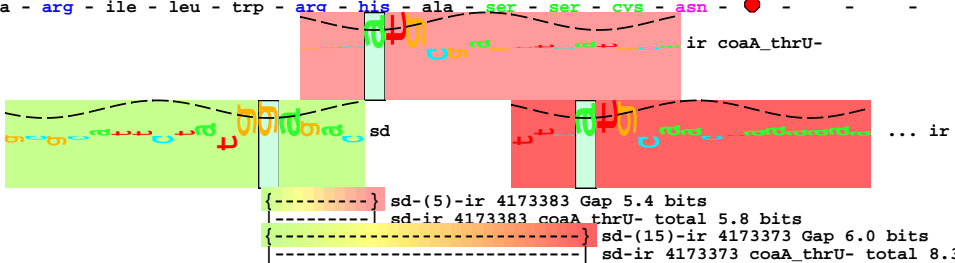 a - arg - ile - leu - trp - arg - his - ala - ser - ser - cys - asn - - - -
ir coaA_thrU-
sd
... ir
{---------} sd-(5)-ir 4173383 Gap 5.4 bits
|---------| sd-ir 4173383 coaA_thrU- total 5.8 bits
{-----------------------------} sd-(15)-ir 4173373 Gap 6.0 bits
|-----------------------------| sd-ir 4173373 coaA_thrU- total 8.